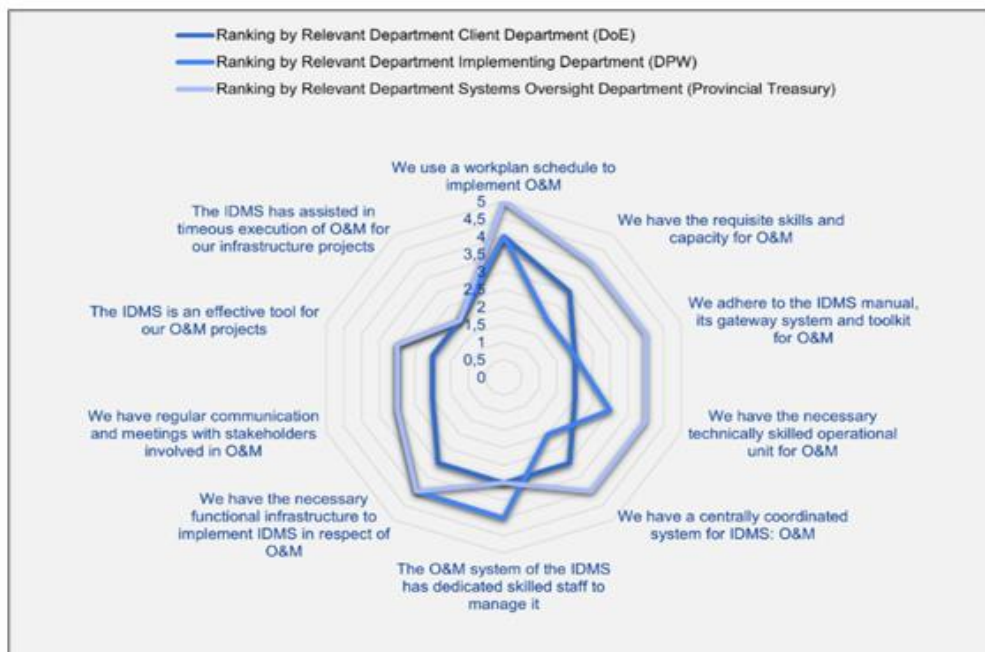 Ranking by Relevant Department Client Department (DoE)
Ranking by Relevant Department Implementing Department (DPW)
Ranking by Relevant Department Systems Oversight Department (Provincial Treasury)
We use a workplan schedule to
implement O&M
The IDMS has assisted in
timeous execution of O&M for
our infrastructure projects
We have the requisite skills and
capacity for O&M
The IDMS is an effective tool for
our O&M projects
We adhere to the IDMS manual,
its gateway system and toolkit
for O&M
5
4,5
4
3,5
3
2,5
2
1,5
1
0,5
0
We have regular communication
and meetings with stakeholders
involved in O&M
We have the necessary
technically skilled operational
unit for O&M
We have the necessary
functional infrastructure to
implement IDMS in respect of
O&M
We have a centrally coordinated
system for IDMS: O&M
The O&M system of the IDMS
has dedicated skilled staff to
manage it